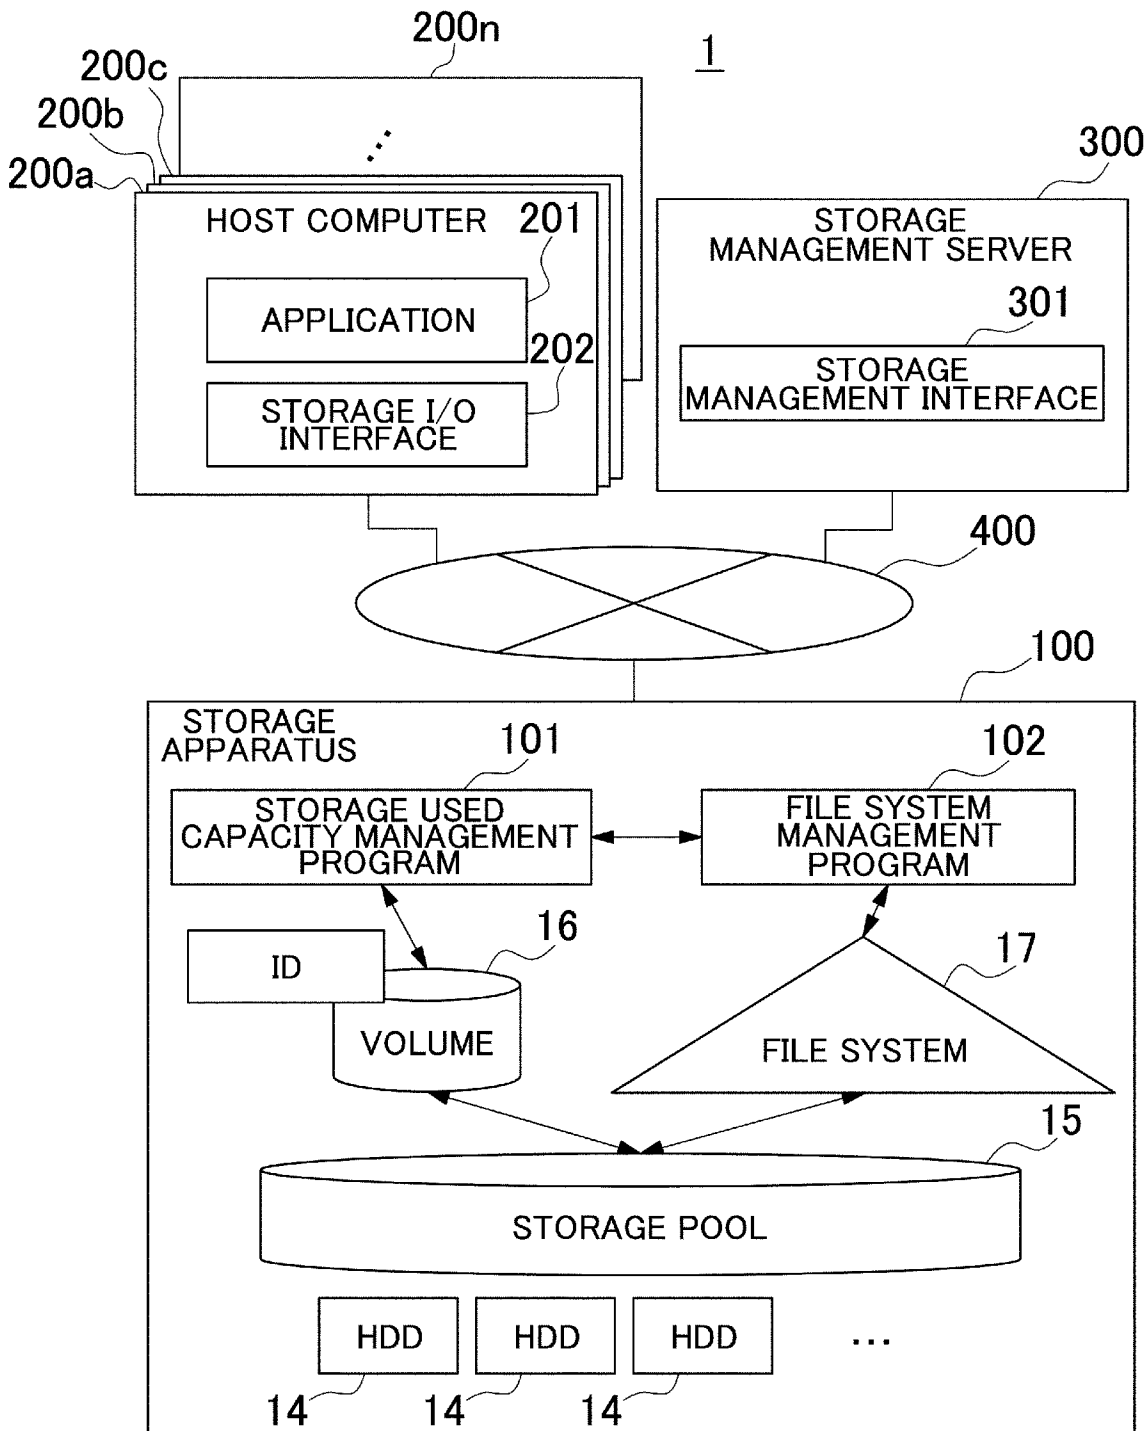 200n
1
200c
200b
200a
300
HOST COMPUTER
201
APPLICATION
202
STORAGE I/O
INTERFACE
STORAGE
MANAGEMENT SERVER
301
STORAGE
MANAGEMENT INTERFACE
400
100
STORAGE
APPARATUS
101
STORAGE USED
CAPACITY MANAGEMENT
PROGRAM
102
FILE SYSTEM
MANAGEMENT
PROGRAM
ID
16
VOLUME
17
FILE SYSTEM
15
STORAGE POOL
HDD
HDD
HDD
...
14
14
14